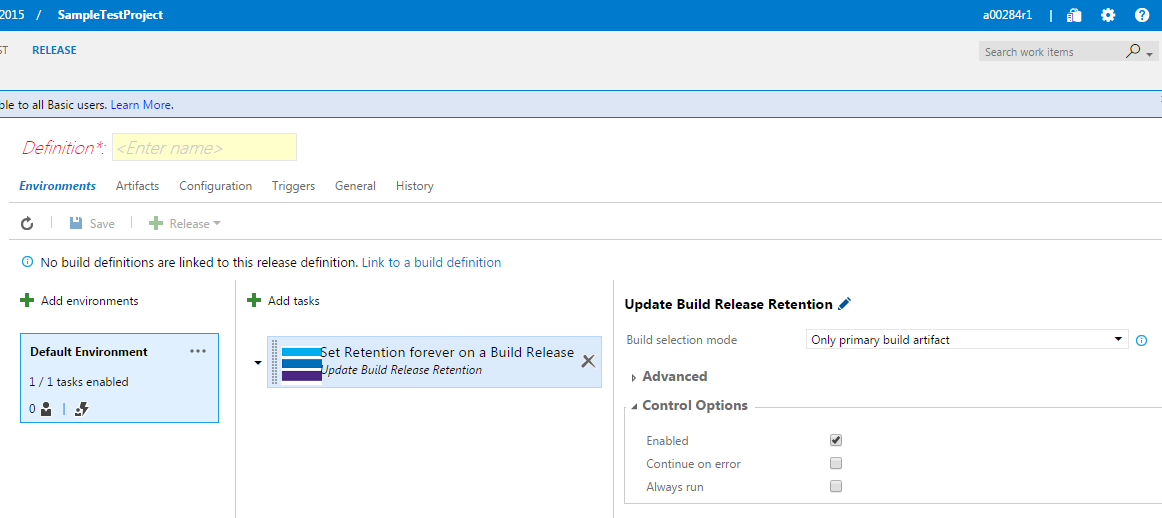 2015 / SampleTestProject a00284r1 |
ST RELEASE Search work items
ble to all Basic users. Learn More.
Definition*: <Enter name>
Environments Artifacts Configuration Triggers General History
Save Release
No build definitions are linked to this release definition. Link to a build definition
Add environments
Default Environment ...
1 / 1 tasks enabled
0 |
Add tasks
Set Retention forever on a Build Release
Update Build Release Retention
Update Build Release Retention
Build selection mode Only primary build artifact
Advanced
Control Options
Enabled
Continue on error
Always run